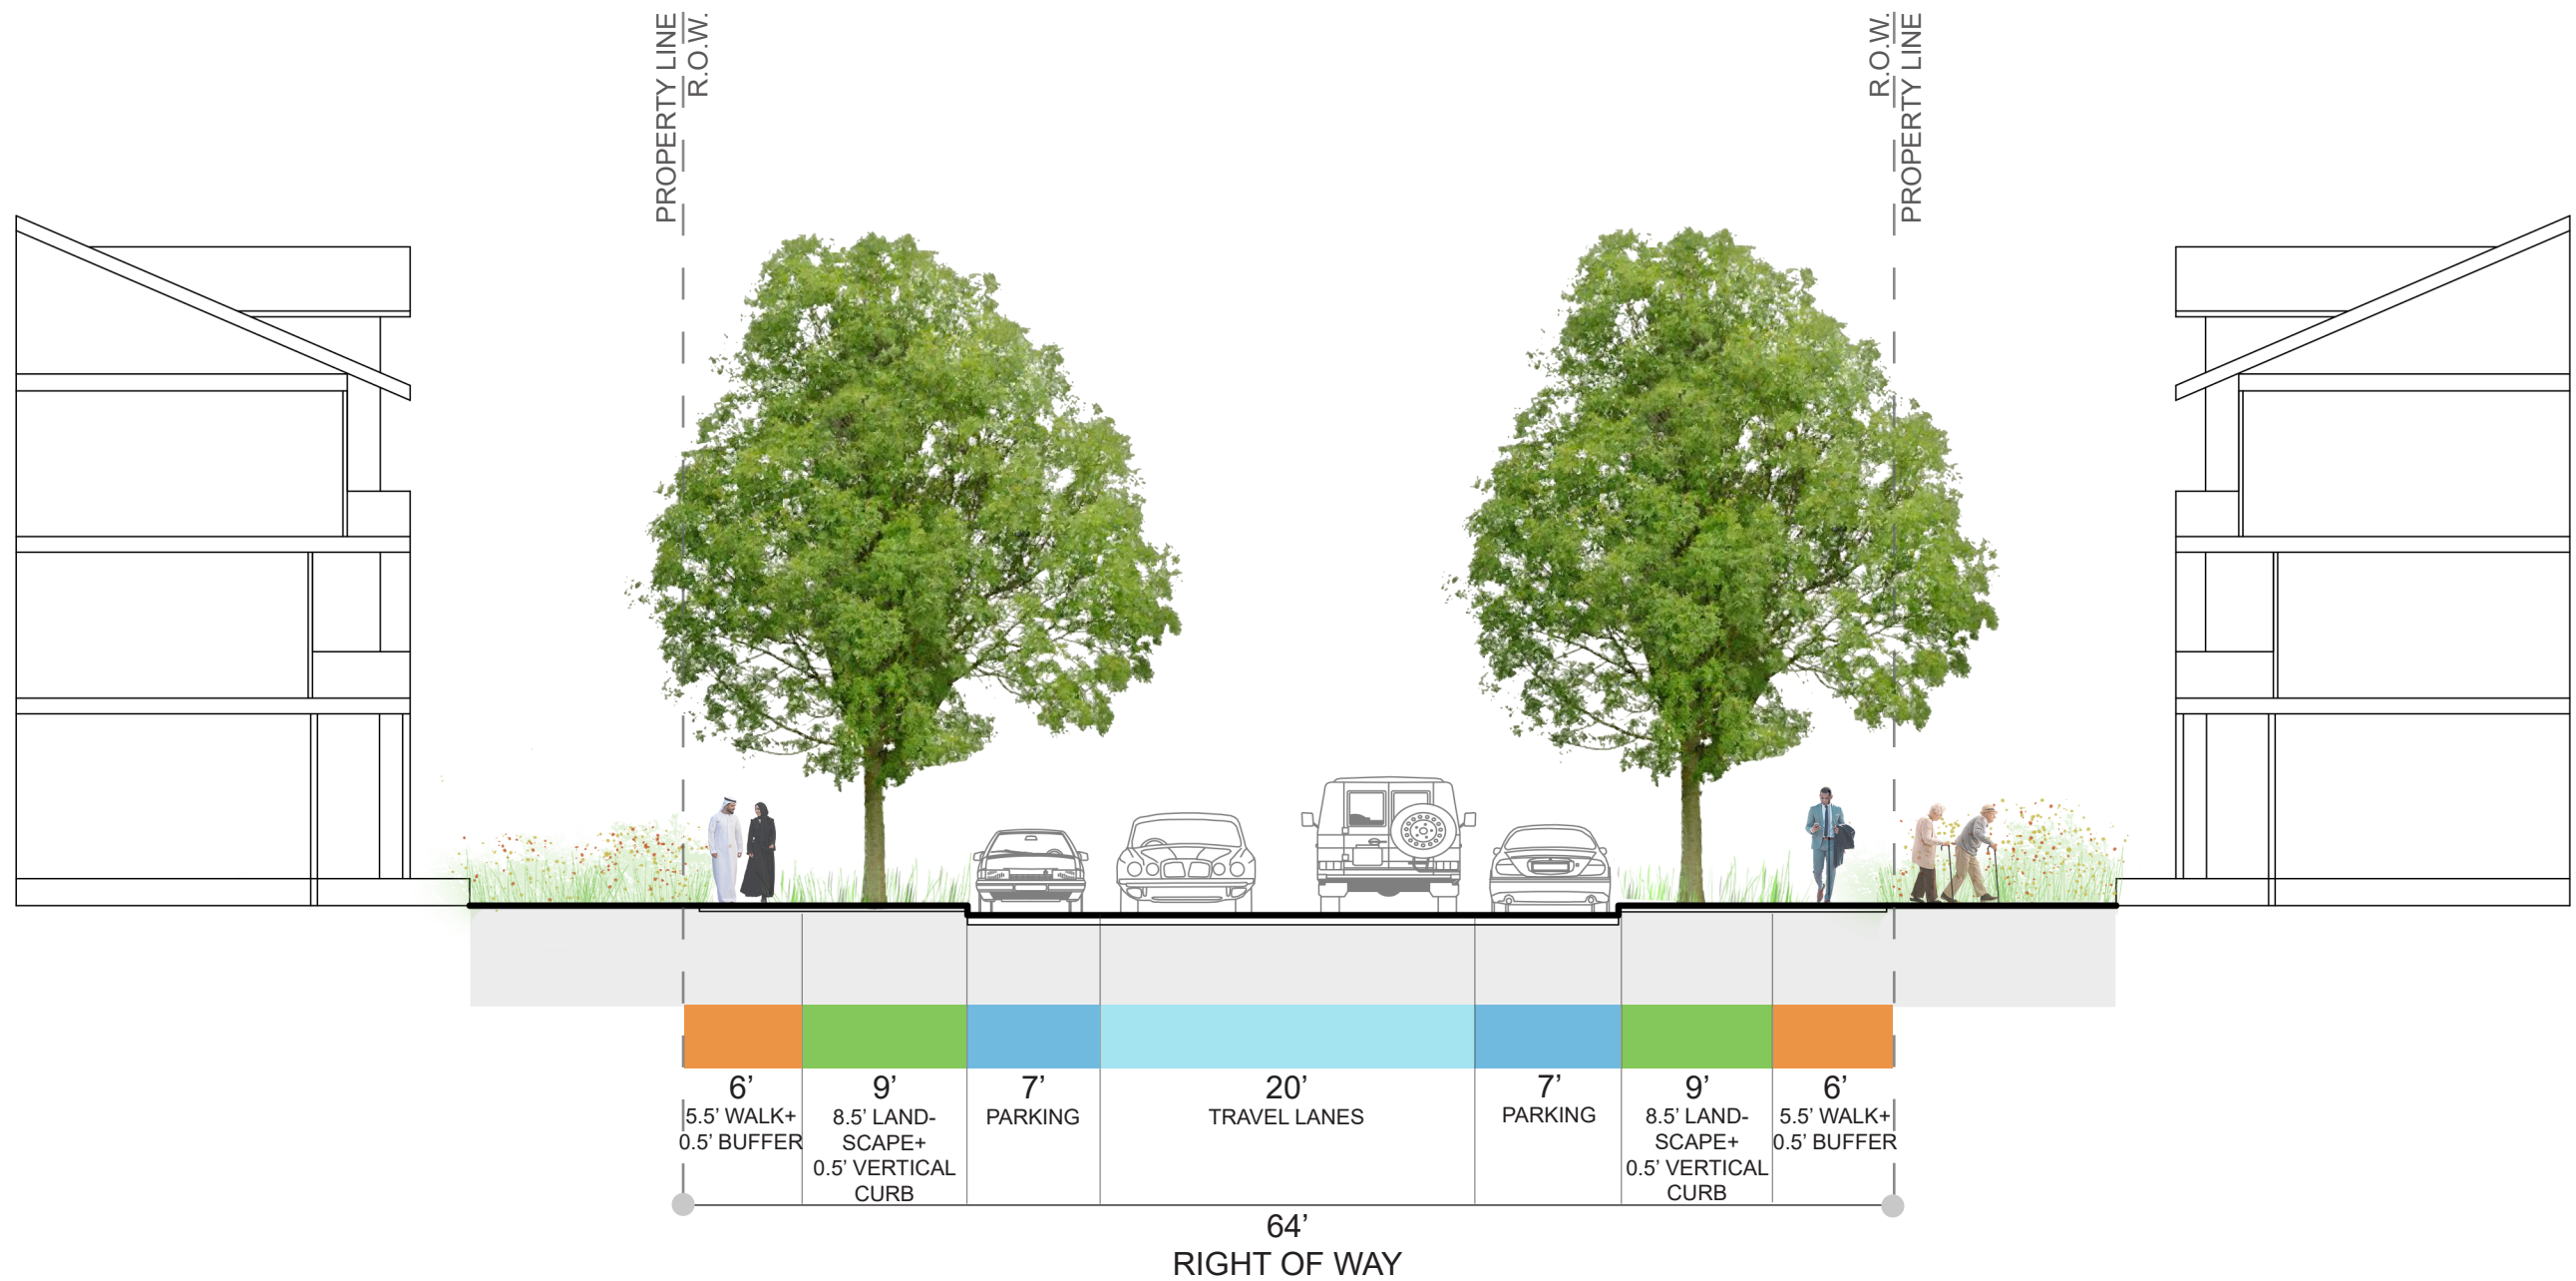 PROPERTY LINE
R.O.W.
R.O.W.
PROPERTY LINE
6’
5.5’ WALK+
0.5’ BUFFER
9’
8.5’ LAND-
SCAPE+
0.5’ VERTICAL
CURB
7’
PARKING
20’
TRAVEL LANES
7’
PARKING
9’
8.5’ LAND-
SCAPE+
0.5’ VERTICAL
CURB
6’
5.5’ WALK+
0.5’ BUFFER
64’
RIGHT OF WAY